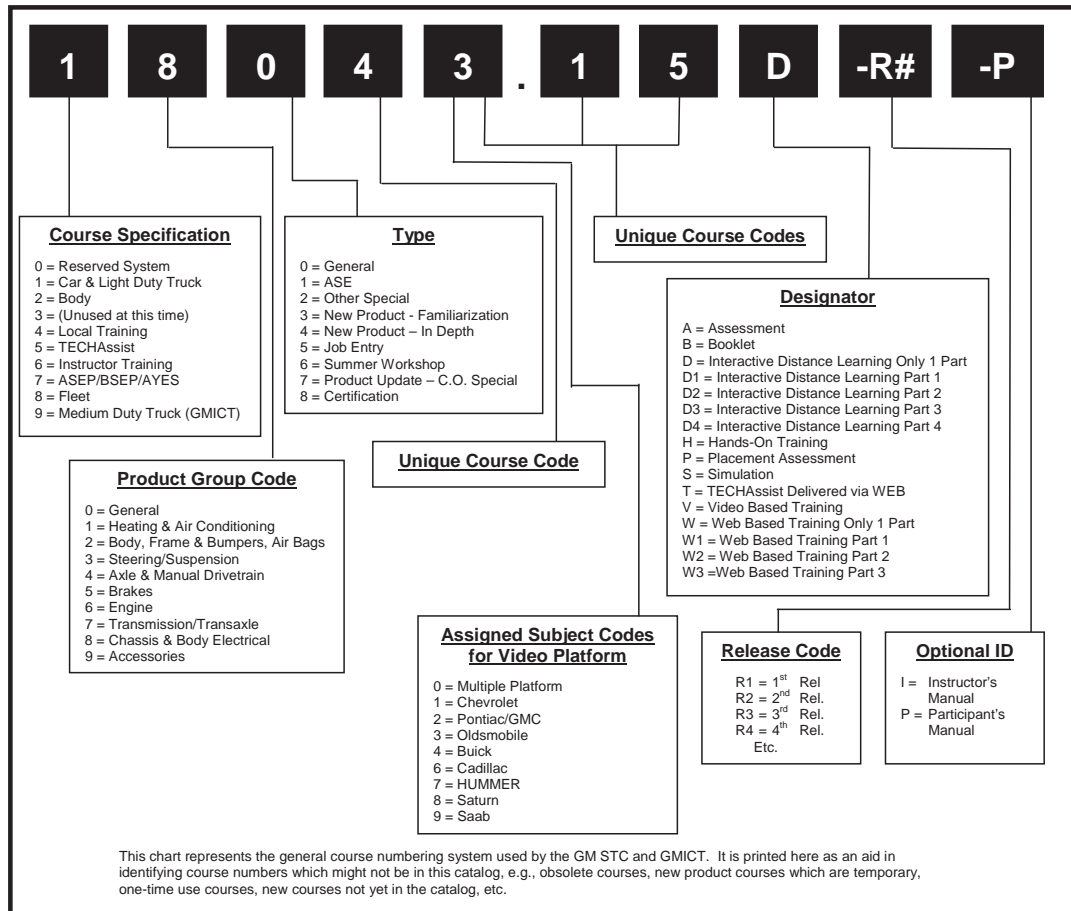 1 8 0 4 3 . 1 5 D -R# -P
Course Specification
0 = Reserved System
1 = Car & Light Duty Truck
2 = Body
3 = (Unused at this time)
4 = Local Training
5 = TECHAssist
6 = Instructor Training
7 = ASEP/BSEP/AYES
8 = Fleet
9 = Medium Duty Truck (GMICT)
Type
0 = General
1 = ASE
2 = Other Special
3 = New Product - Familiarization
4 = New Product – In Depth
5 = Job Entry
6 = Summer Workshop
7 = Product Update – C.O. Special
8 = Certification
Unique Course Codes
Designator
A = Assessment
B = Booklet
D = Interactive Distance Learning Only 1 Part
D1 = Interactive Distance Learning Part 1
D2 = Interactive Distance Learning Part 2
D3 = Interactive Distance Learning Part 3
D4 = Interactive Distance Learning Part 4
H = Hands-On Training
P = Placement Assessment
S = Simulation
T = TECHAssist Delivered via WEB
V = Video Based Training
W = Web Based Training Only 1 Part
W1 = Web Based Training Part 1
W2 = Web Based Training Part 2
W3 =Web Based Training Part 3
Product Group Code
0 = General
1 = Heating & Air Conditioning
2 = Body, Frame & Bumpers, Air Bags
3 = Steering/Suspension
4 = Axle & Manual Drivetrain
5 = Brakes
6 = Engine
7 = Transmission/Transaxle
8 = Chassis & Body Electrical
9 = Accessories
Unique Course Code
Assigned Subject Codes
for Video Platform
0 = Multiple Platform
1 = Chevrolet
2 = Pontiac/GMC
3 = Oldsmobile
4 = Buick
6 = Cadillac
7 = HUMMER
8 = Saturn
9 = Saab
Release Code
R1 = 1st Rel
R2 = 2nd Rel.
R3 = 3rd Rel.
R4 = 4th Rel.
Etc.
Optional ID
I = Instructor's
Manual
P = Participant's
Manual
This chart represents the general course numbering system used by the GM STC and GMICT. It is printed here as an aid in
identifying course numbers which might not be in this catalog, e.g., obsolete courses, new product courses which are temporary,
one-time use courses, new courses not yet in the catalog, etc.